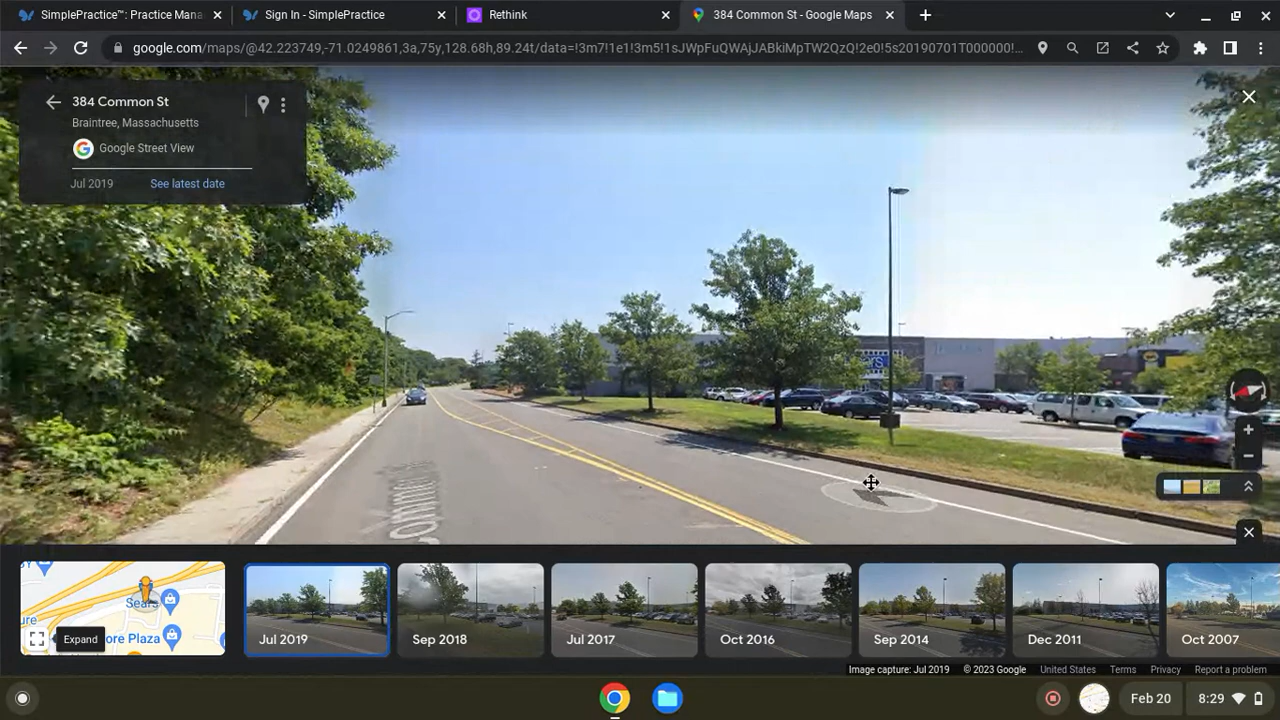 SimplePractice™: Practice Mana
Sign In - SimplePractice
Rethink
384 Common St - Google Maps
google.com/maps/@42.223749,-71.0249861,3a,75y,128.68h,89.24t/data=!3m7!1e1!3m5!1sJWpFuQWAjJABkiMpTW2QzQ!2e0!5s20190701T000000!...
384 Common St
Braintree, Massachusetts
Google Street View
Jul 2019
See latest date
Sears
ore Plaza
Expand
Jul 2019
Sep 2018
Jul 2017
Oct 2016
Sep 2014
Dec 2011
Oct 2007
Image capture: Jul 2019
© 2023 Google
United States
Terms
Privacy
Report a problem
Feb 20
8:29